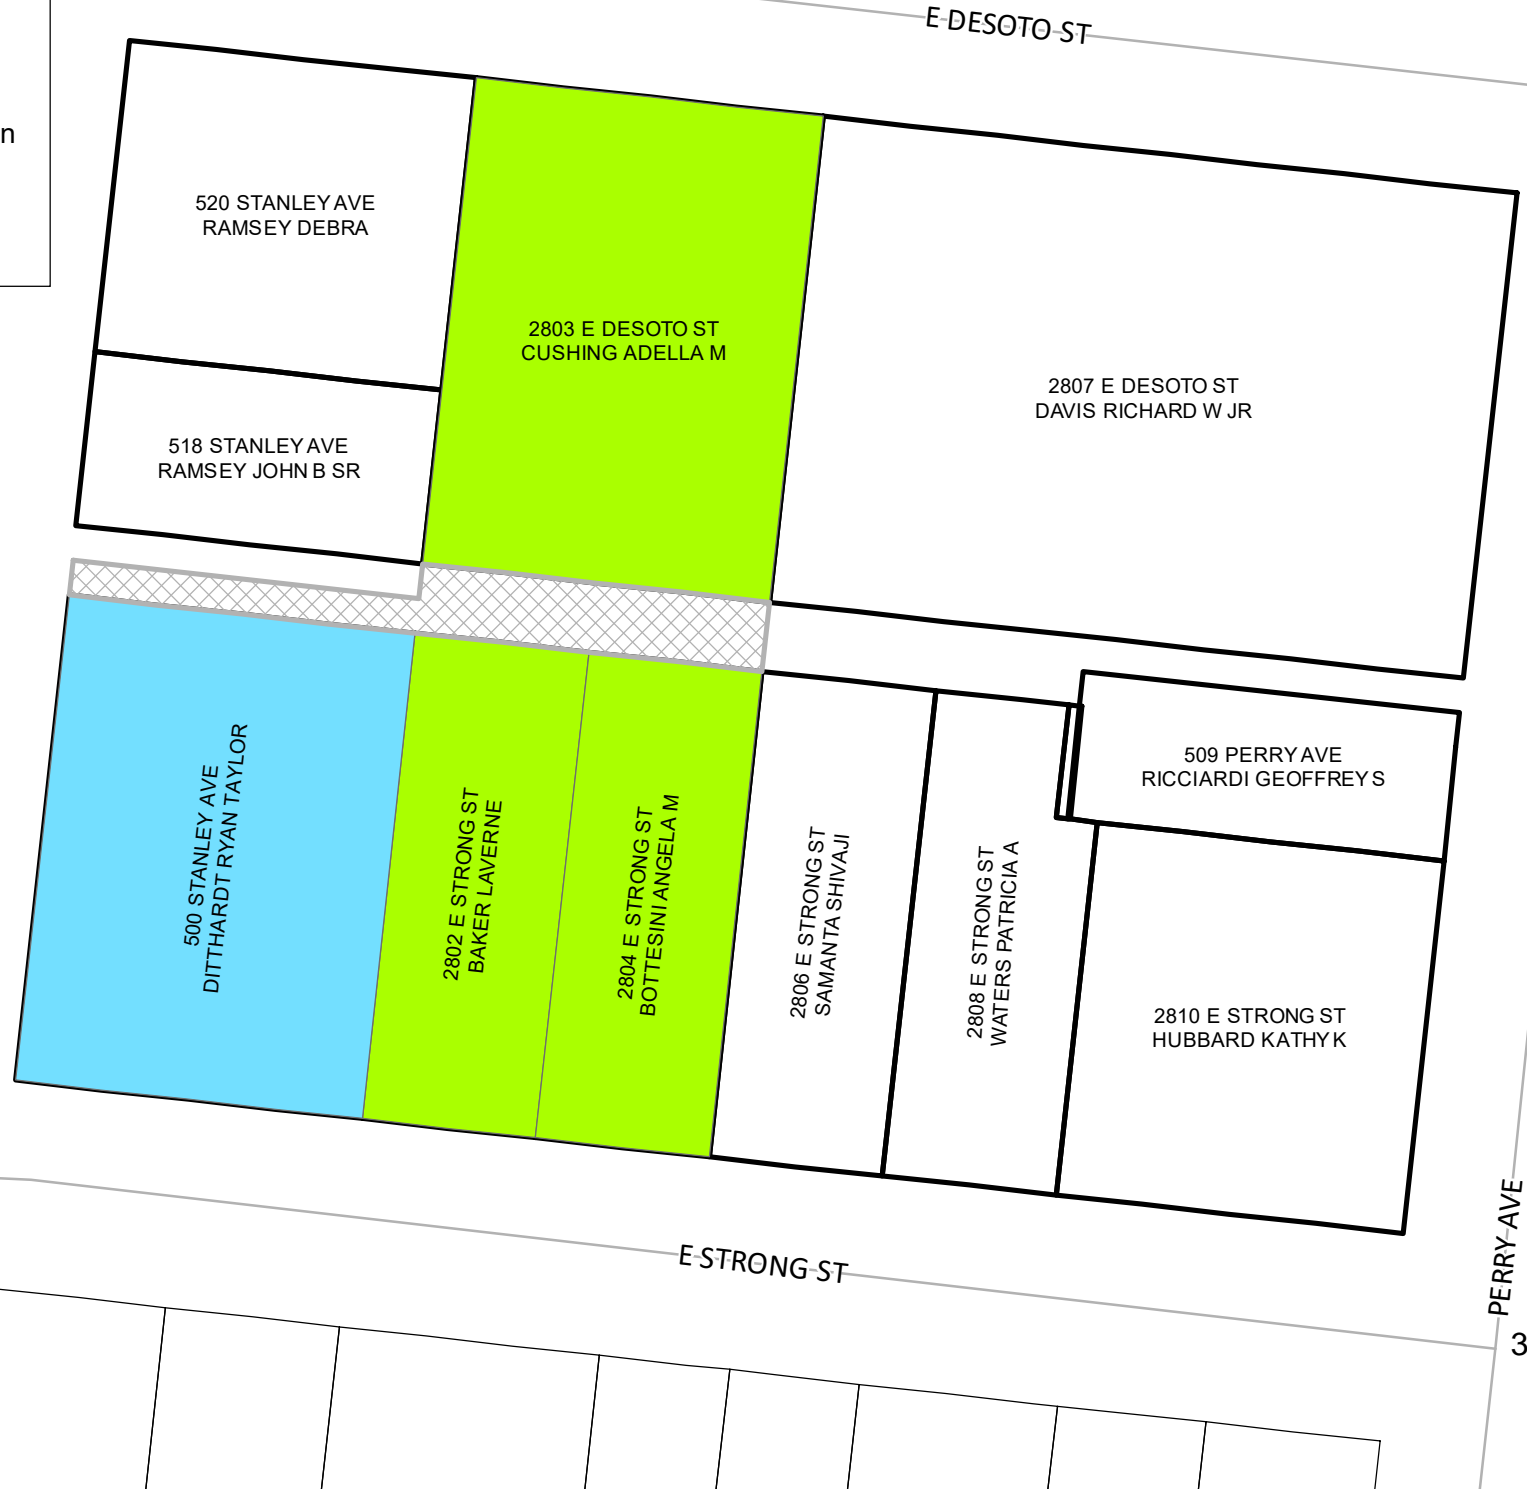 E DESOTO ST
n
520 STANLEY AVE
RAMSEY DEBRA
2803 E DESOTO ST
CUSHING ADELLA M
2807 E DESOTO ST
DAVIS RICHARD W JR
518 STANLEY AVE
RAMSEY JOHN B SR
500 STANLEY AVE
DITTHARDT RYAN TAYLOR
2802 E STRONG ST
BAKER LAVERNE
2804 E STRONG ST
BOTTESINI ANGELA M
2806 E STRONG ST
SAMANTA SHIVAJI
2808 E STRONG ST
WATERS PATRICIA A
509 PERRY AVE
RICCIARDI GEOFFREY S
2810 E STRONG ST
HUBBARD KATHY K
E STRONG ST
PERRY AVE
3